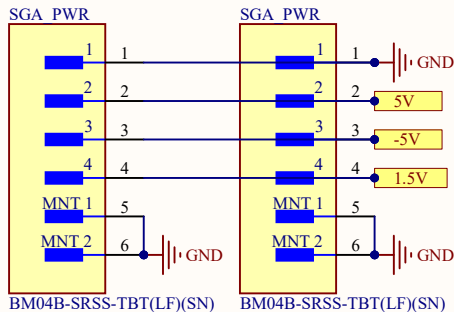 SGA_PWR SGA_PWR
1 1 1 1 GND
2 2 2 2 5V
3 3 3 3 -5V
4 4 4 4 1.5V
MNT 1 5 MNT 1 5
MNT 2 6 GND MNT 2 6 GND
BM04B-SRSS-TBT(LF)(SN) BM04B-SRSS-TBT(LF)(SN)